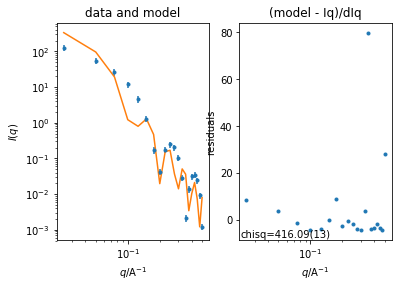 data and model
(model - Iq)/dIq
I(q)
10²
10¹
10⁰
10⁻¹
10⁻²
10⁻³
10⁻¹
q/A⁻¹
residuals
80
60
40
20
0
chisq=416.09(13)
10⁻¹
q/A⁻¹